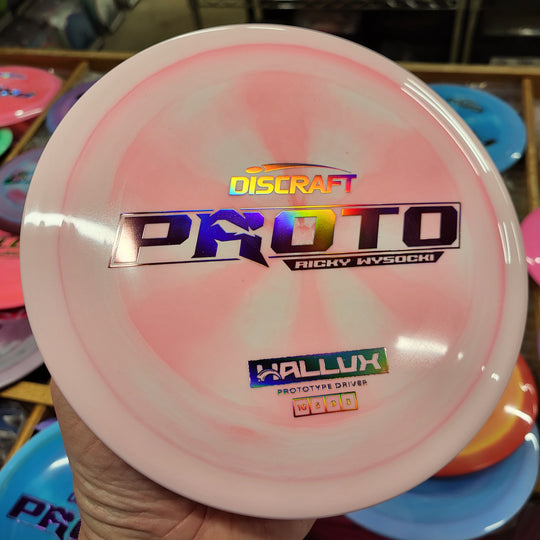 DISCRAFT
PROTO
RICKY WYSOCKI
HALLUX
PROTOTYPE DRIVER